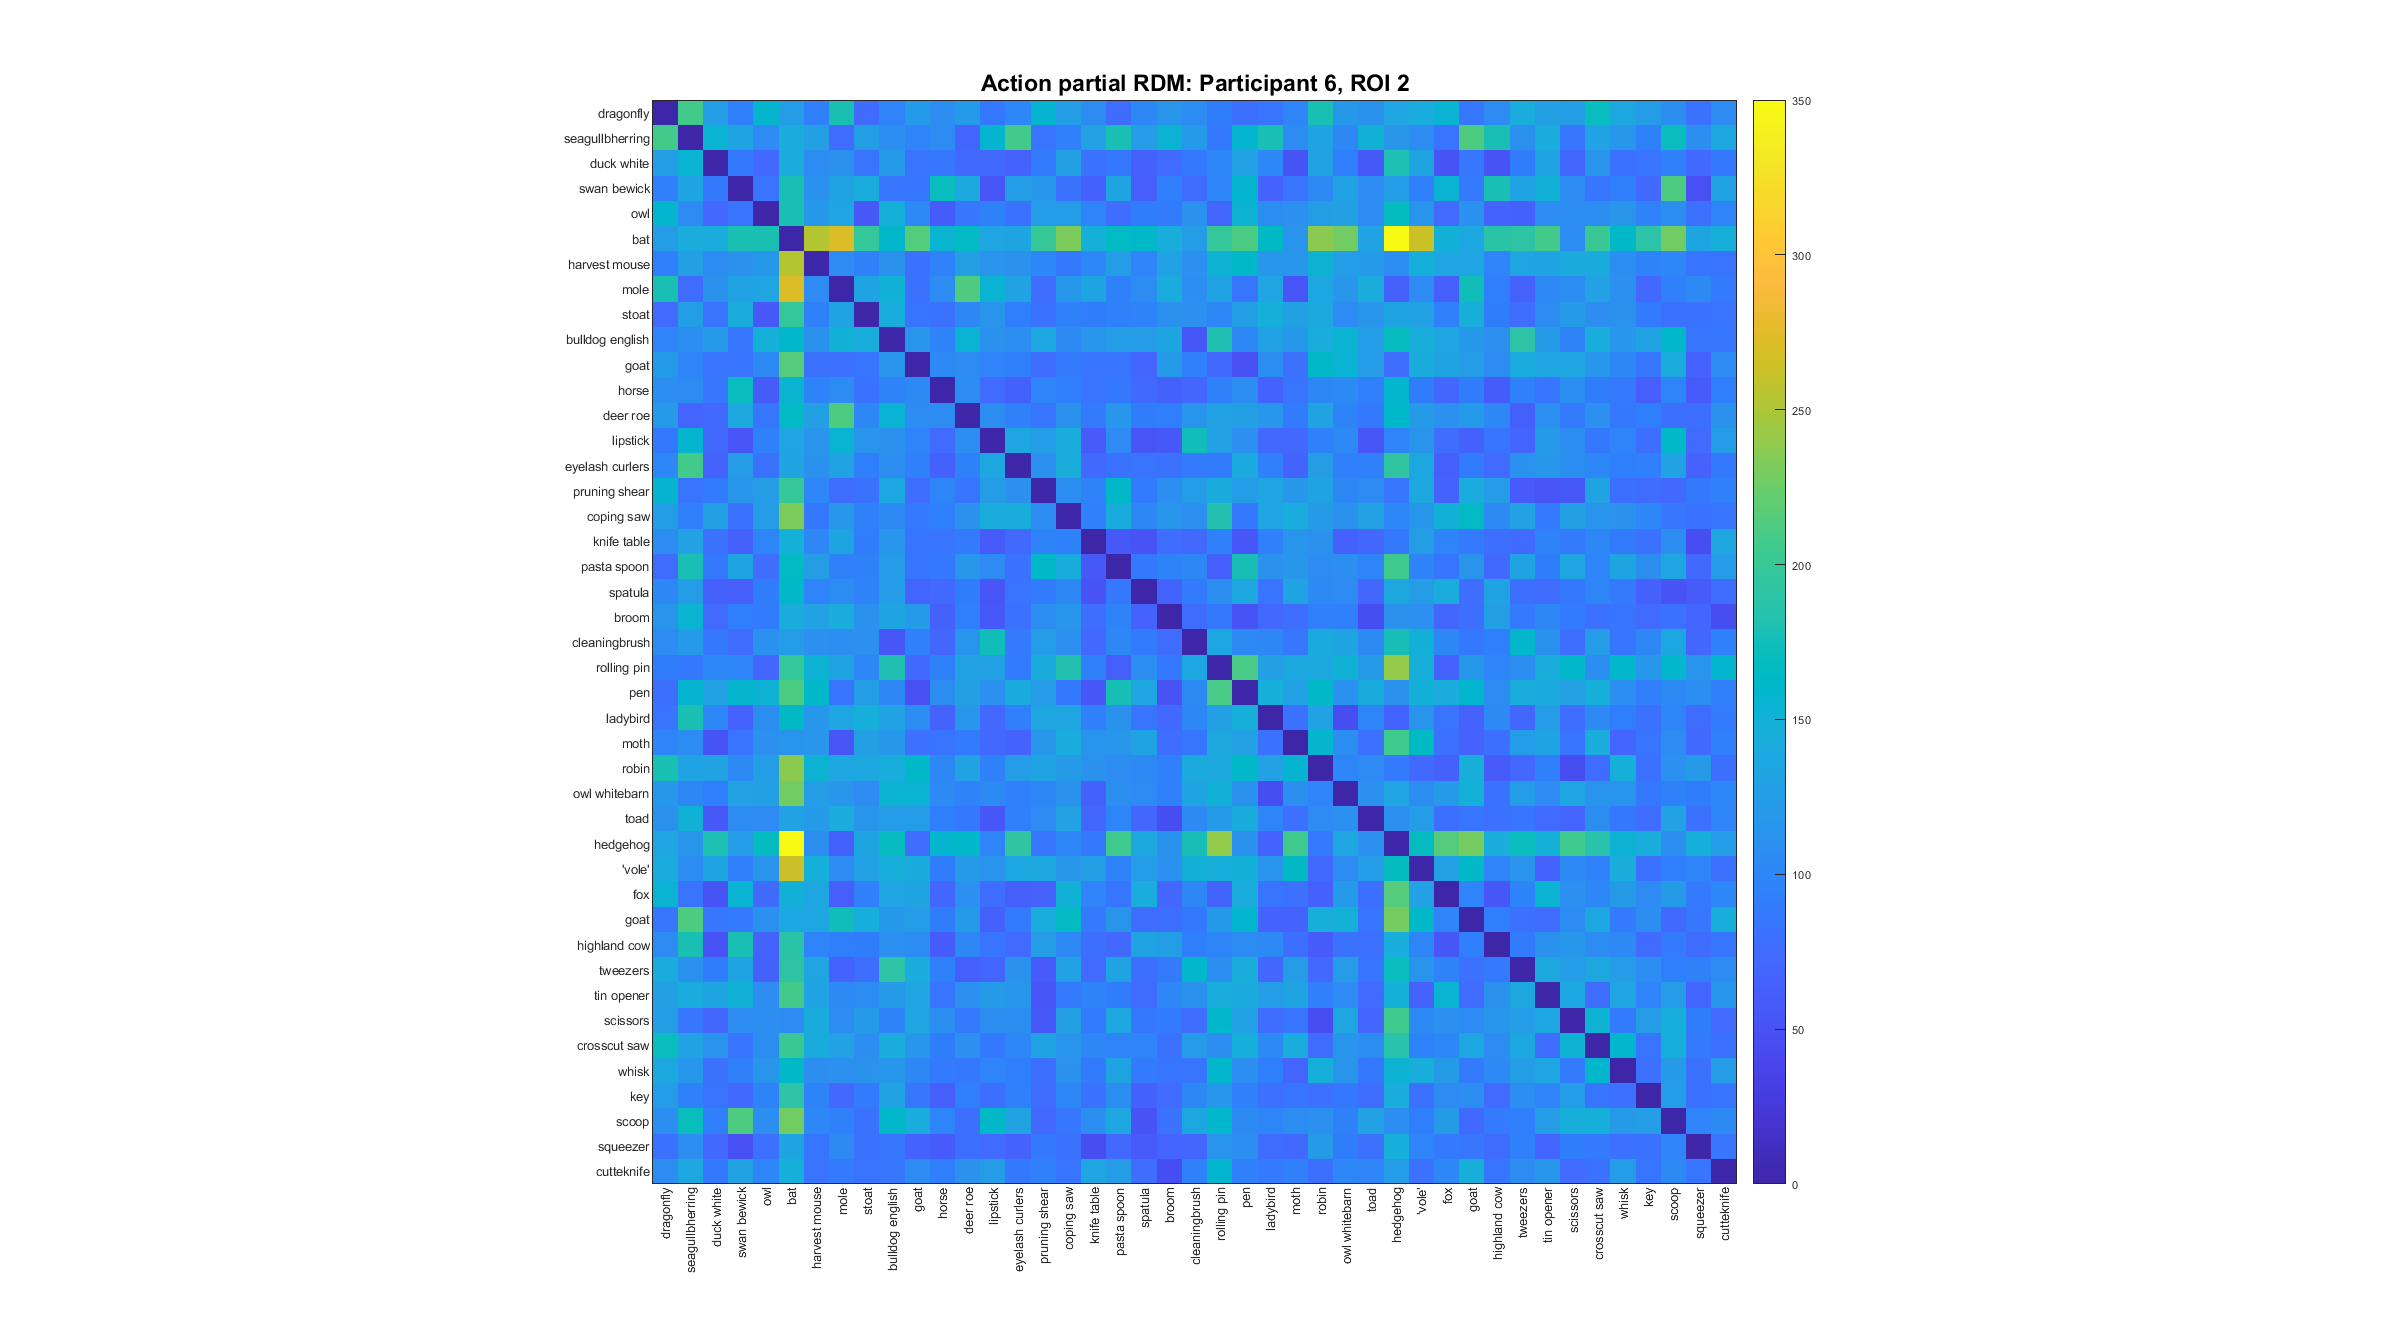 Action partial RDM: Participant 6, ROI 2
dragonfly
seagullbherring
duck white
swan bewick
owl
bat
harvest mouse
mole
stoat
bulldog english
goat
horse
deer roe
lipstick
eyelash curlers
pruning shear
coping saw
knife table
pasta spoon
spatula
broom
cleaningbrush
rolling pin
pen
ladybird
moth
robin
owl whitebarn
toad
hedgehog
'vole'
fox
goat
highland cow
tweezers
tin opener
scissors
crosscut saw
whisk
key
scoop
squeezer
cutteknife
dragonfly
seagullbherring
duck white
swan bewick
owl
bat
harvest mouse
mole
stoat
bulldog english
goat
horse
deer roe
lipstick
eyelash curlers
pruning shear
coping saw
knife table
pasta spoon
spatula
broom
cleaningbrush
rolling pin
pen
ladybird
moth
robin
owl whitebarn
toad
hedgehog
'vole'
fox
goat
highland cow
tweezers
tin opener
scissors
crosscut saw
whisk
key
scoop
squeezer
cutteknife
350
300
250
200
150
100
50
0